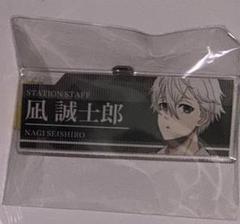 STATION STAFF
凪 誠士郎
NAGI SEISHIRO